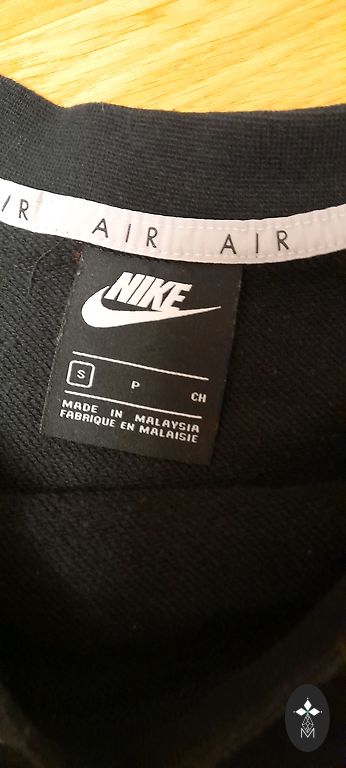 IR AIR AIR
NIKE
S P CH
MADE IN MALAYSIA
FABRIQUE EN MALAISIE
M